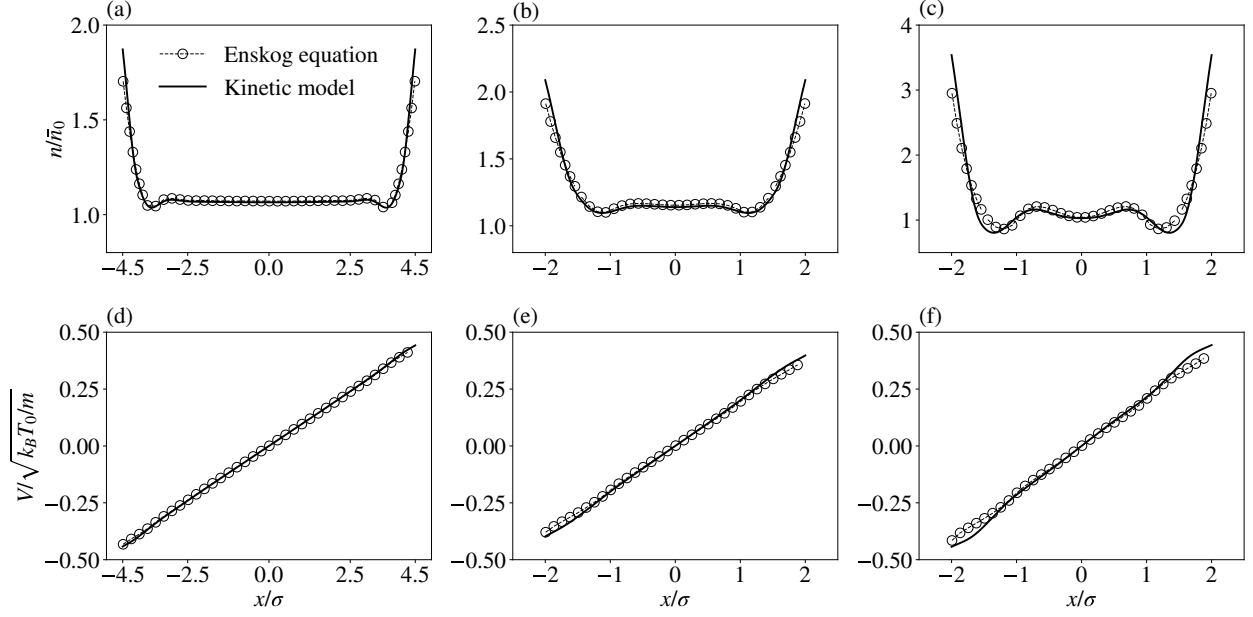 (a)
(b)
(c)
2.0
1.5
1.0
n/n̄₀
Enskog equation
Kinetic model
−4.5 −2.5 0.0 2.5 4.5
2.5
2.0
1.5
1.0
−2 −1 0 1 2
4
3
2
1
−2 −1 0 1 2
(d)
(e)
(f)
0.50
0.25
0.00
−0.25
−0.50
V/√k_BT₀/m
−4.5 −2.5 0.0 2.5 4.5
x/σ
0.50
0.25
0.00
−0.25
−0.50
−2 −1 0 1 2
x/σ
0.50
0.25
0.00
−0.25
−0.50
−2 −1 0 1 2
x/σ